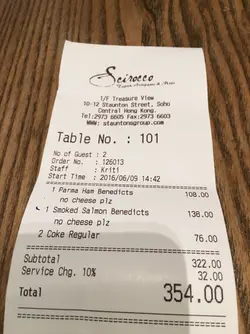 Scirocco
1/F Treasure View
10-12 Staunton Street, Soho
Central Hong Kong.
Tel:2973 6605 Fax:2973 6603
WWW: stauntonsgroup.com
Table No. : 101
No of Guest : 2
Order No. : 126013
Staff : Kriti
Start Time : 2016/06/09 14:42
1 Parma Ham Benedicts 108.00
no cheese plz
1 Smoked Salmon Benedicts 138.00
no cheese plz
2 Coke Regular 76.00
Subtotal 322.00
Service Chg. 10% 32.00
Total 354.00